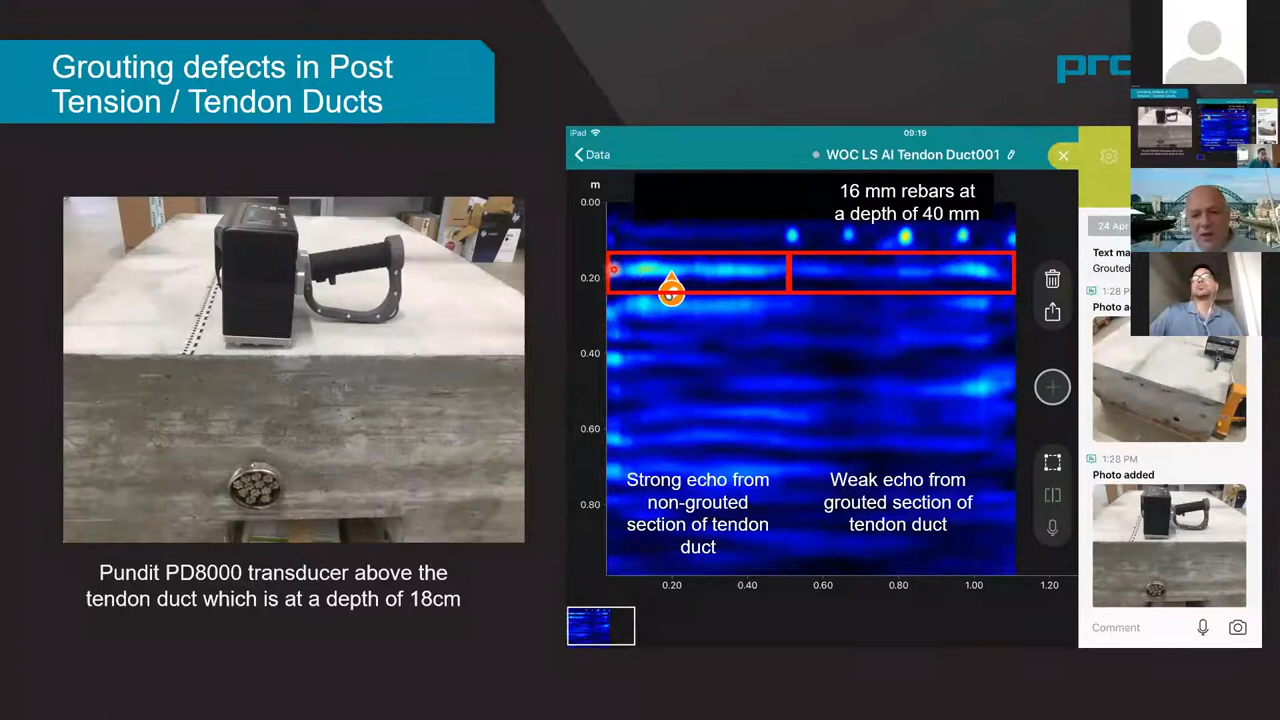 Grouting defects in Post
Tension / Tendon Ducts
Pundit PD8000 transducer above the
tendon duct which is at a depth of 18cm
iPad
09:19
Data
WOC LS AI Tendon Duct001
m
0.00
0.20
0.40
0.60
0.80
16 mm rebars at
a depth of 40 mm
Strong echo from
non-grouted
section of tendon
duct
Weak echo from
grouted section of
tendon duct
0.20
0.40
0.60
0.80
1.00
1.20
24 Apr
Text ma
Grouted
1:28 P
Photo a
1:28 PM
Photo added
Comment